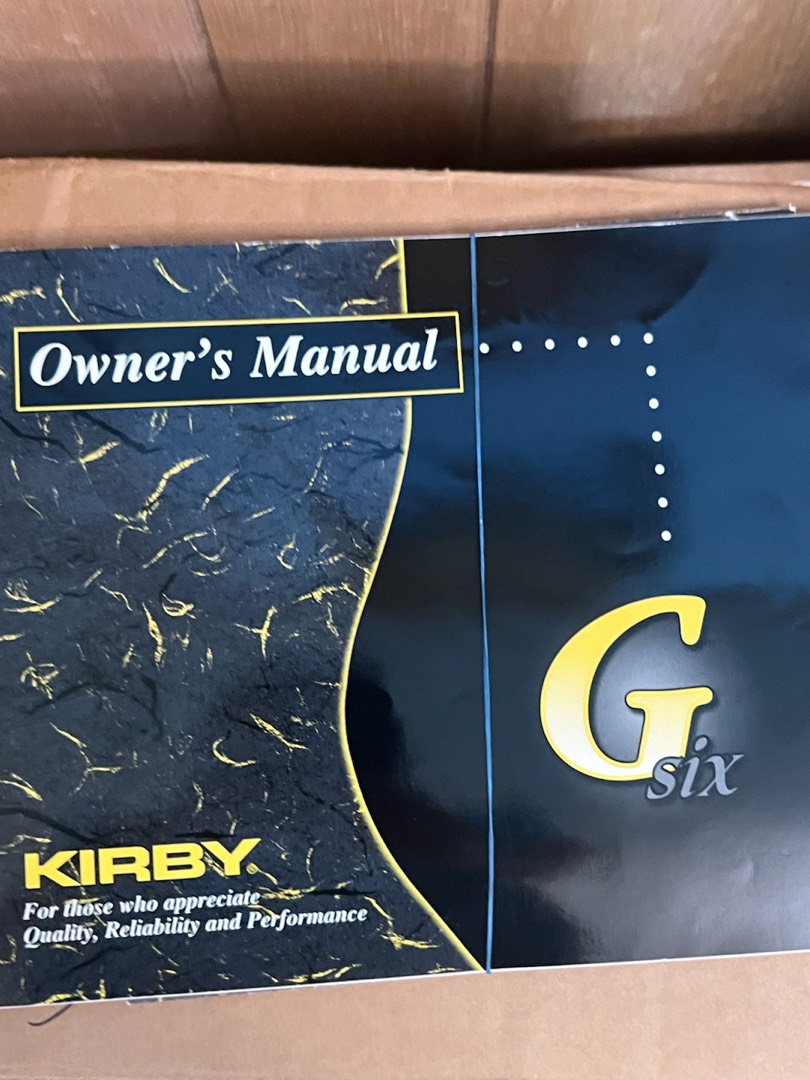 Owner's Manual
G
six
KIRBY®
For those who appreciate
Quality, Reliability and Performance